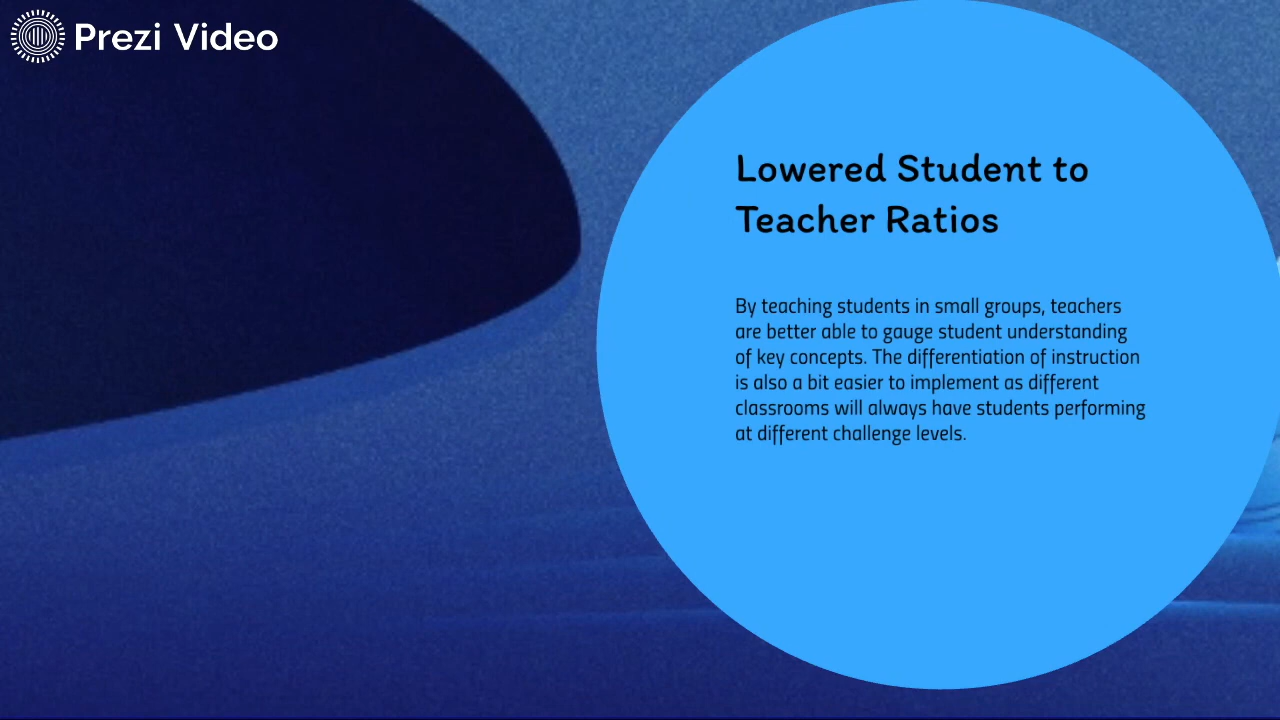 Prezi Video
Lowered Student to
Teacher Ratios
By teaching students in small groups, teachers
are better able to gauge student understanding
of key concepts. The differentiation of instruction
is also a bit easier to implement as different
classrooms will always have students performing
at different challenge levels.